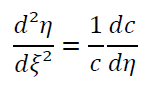 d²η/dξ² = 1/c dc/dη